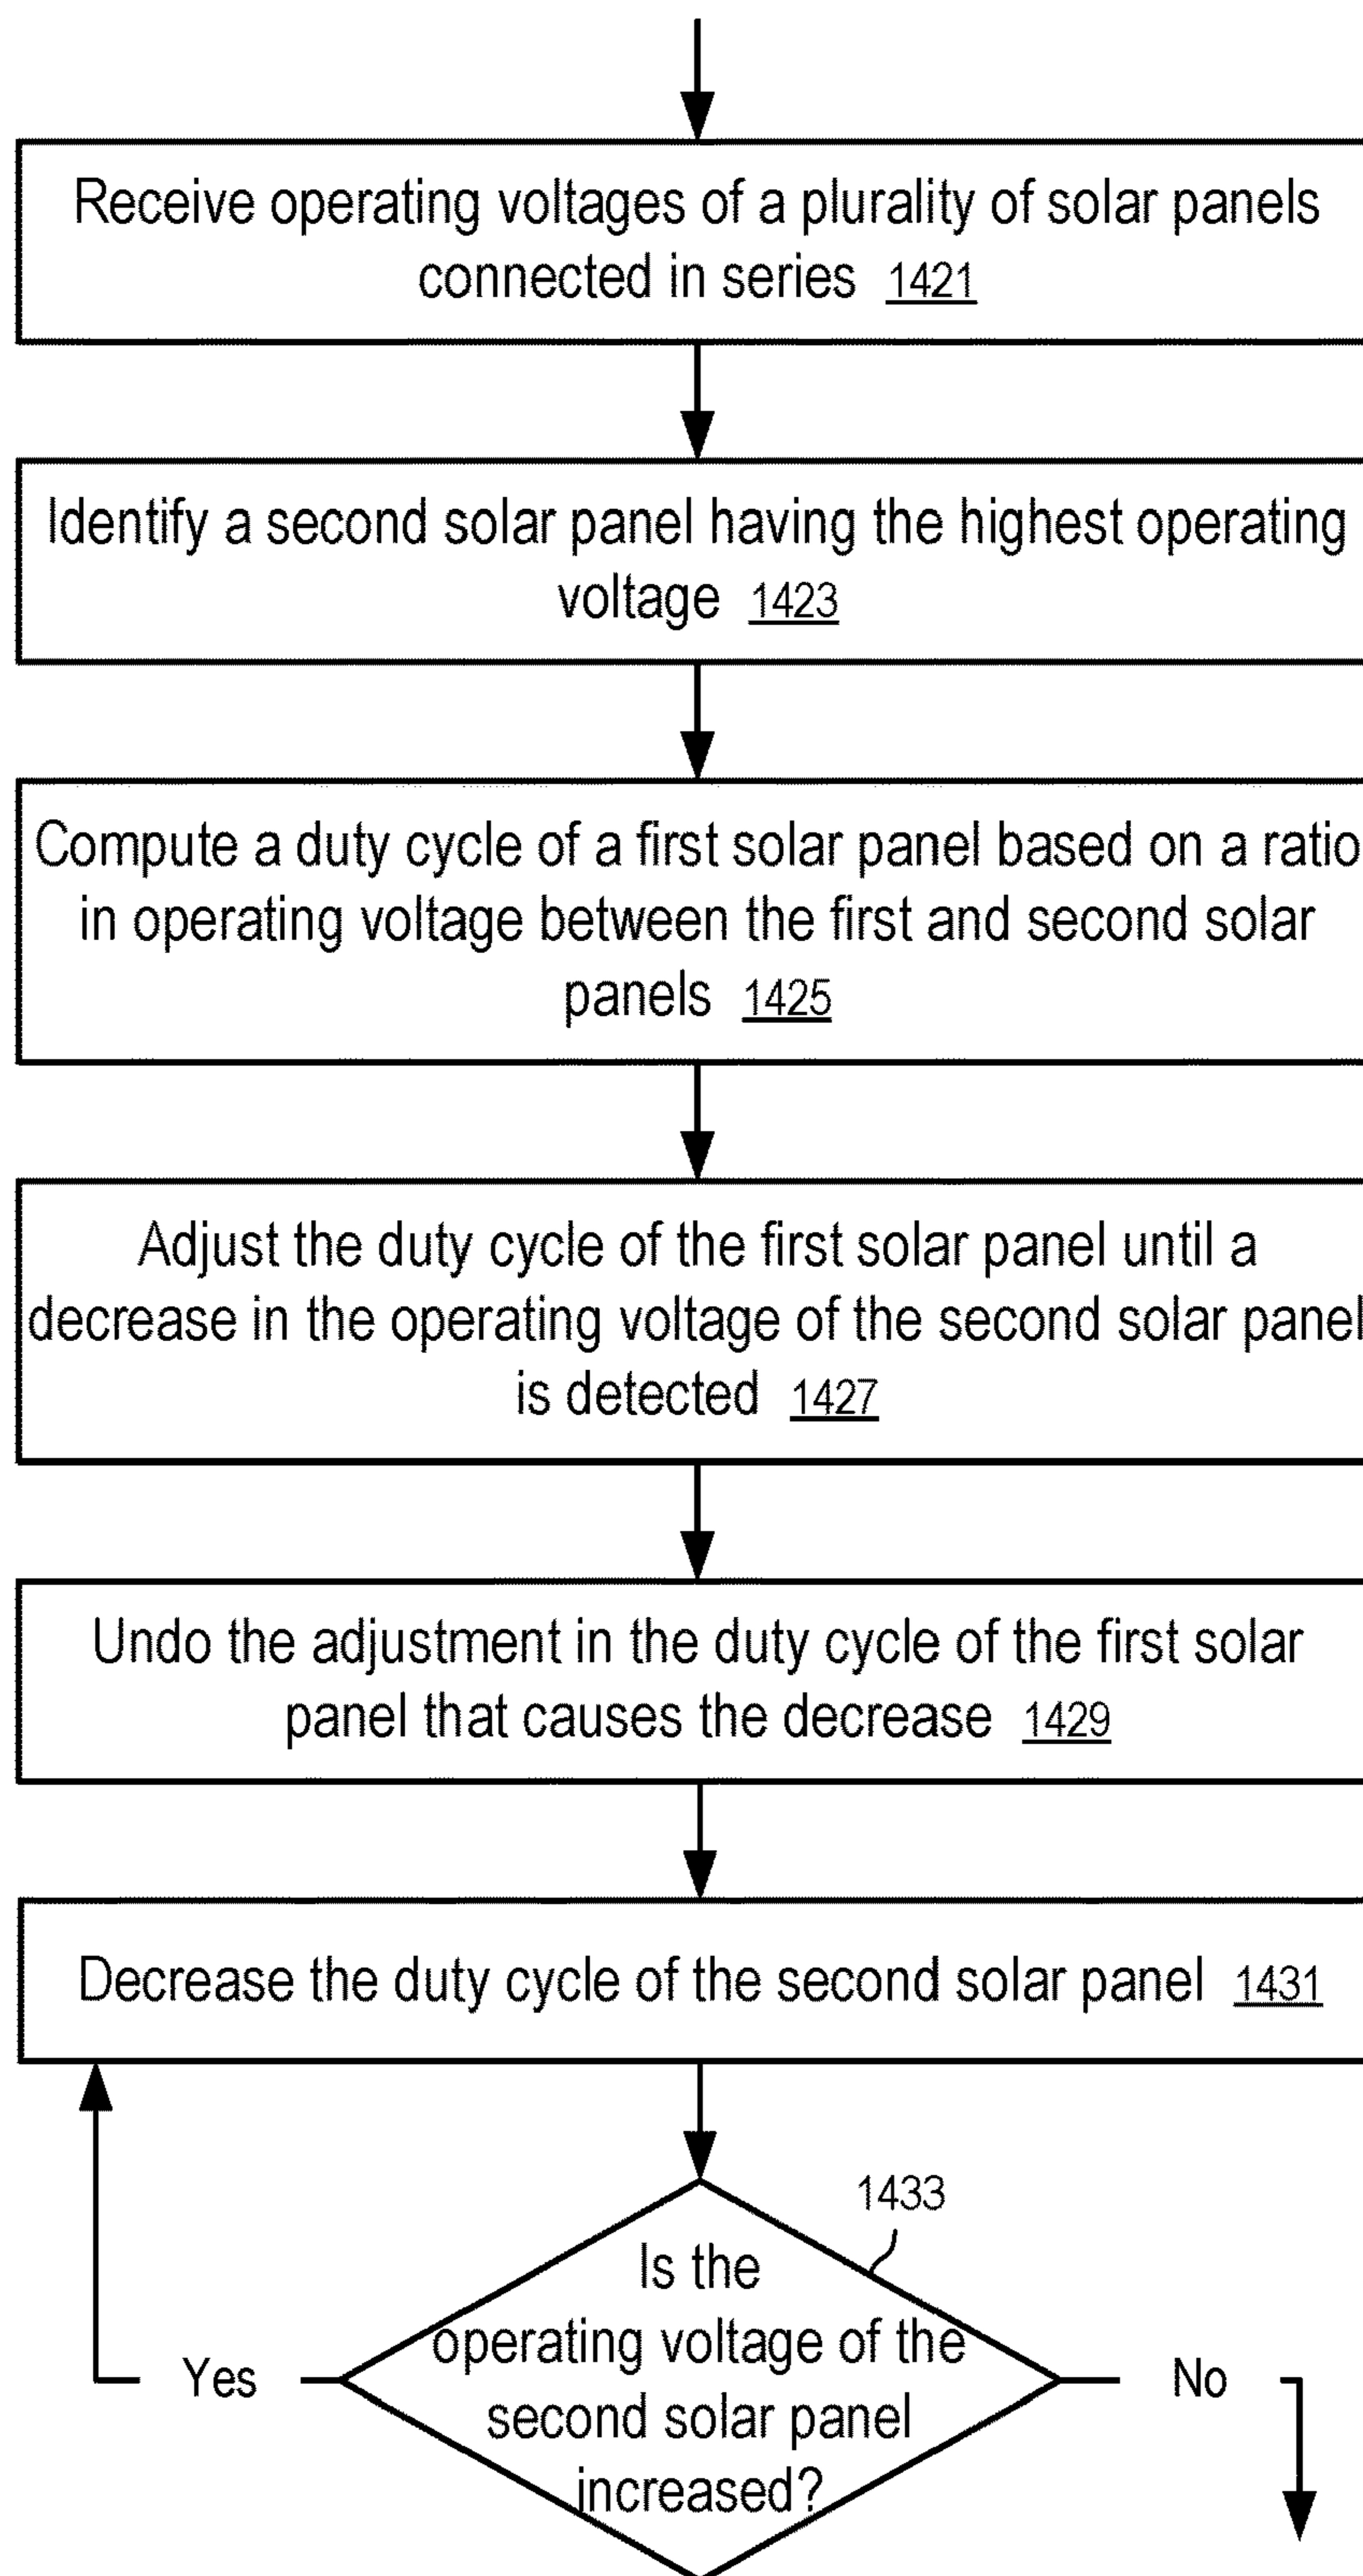 Receive operating voltages of a plurality of solar panels
connected in series 1421
Identify a second solar panel having the highest operating
voltage 1423
Compute a duty cycle of a first solar panel based on a ratio
in operating voltage between the first and second solar
panels 1425
Adjust the duty cycle of the first solar panel until a
decrease in the operating voltage of the second solar panel
is detected 1427
Undo the adjustment in the duty cycle of the first solar
panel that causes the decrease 1429
Decrease the duty cycle of the second solar panel 1431
1433
Is the
operating voltage of the
second solar panel
increased?
Yes
No